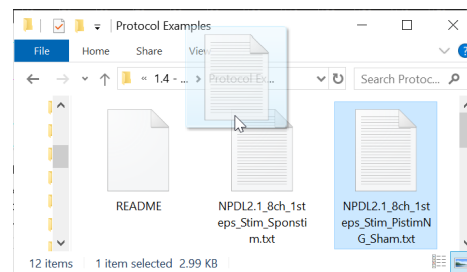 Protocol Examples
File Home Share View
« 1.4 - ... > Protocol Ex... Search Protoc...
README
NPDL2.1_8ch_1st
eps_Stim_Sponsti
m.txt
NPDL2.1_8ch_1st
eps_Stim_PistimN
G_Sham.txt
12 items 1 item selected 2.99 KB